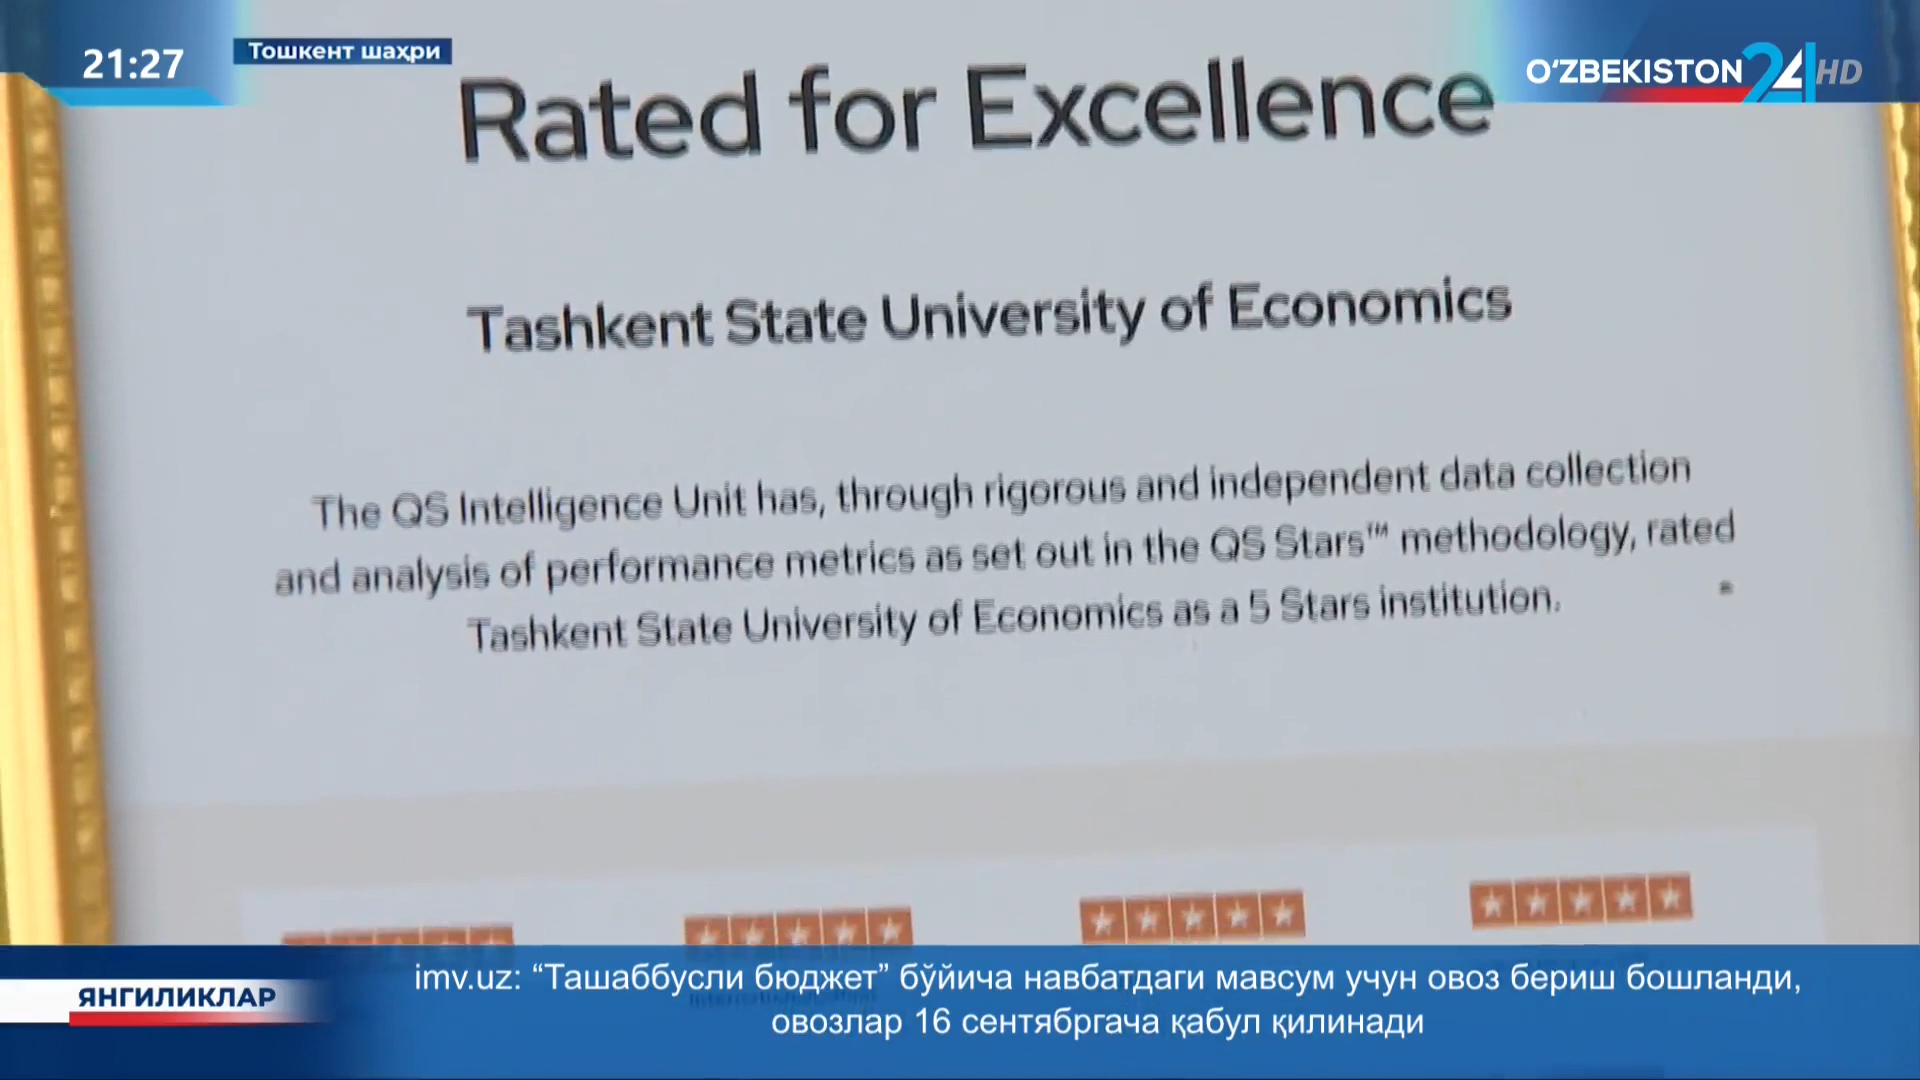 21:27
Тошкент шаҳри
O‘ZBEKISTON 24 HD
Rated for Excellence
Tashkent State University of Economics
The QS Intelligence Unit has, through rigorous and independent data collection
and analysis of performance metrics as set out in the QS Stars™ methodology, rated
Tashkent State University of Economics as a 5 Stars institution.
ЯНГИЛИКЛАР
imv.uz: “Ташаббусли бюджет” бўйича навбатдаги мавсум учун овоз бериш бошланди,
овозлар 16 сентябргача қабул қилинади